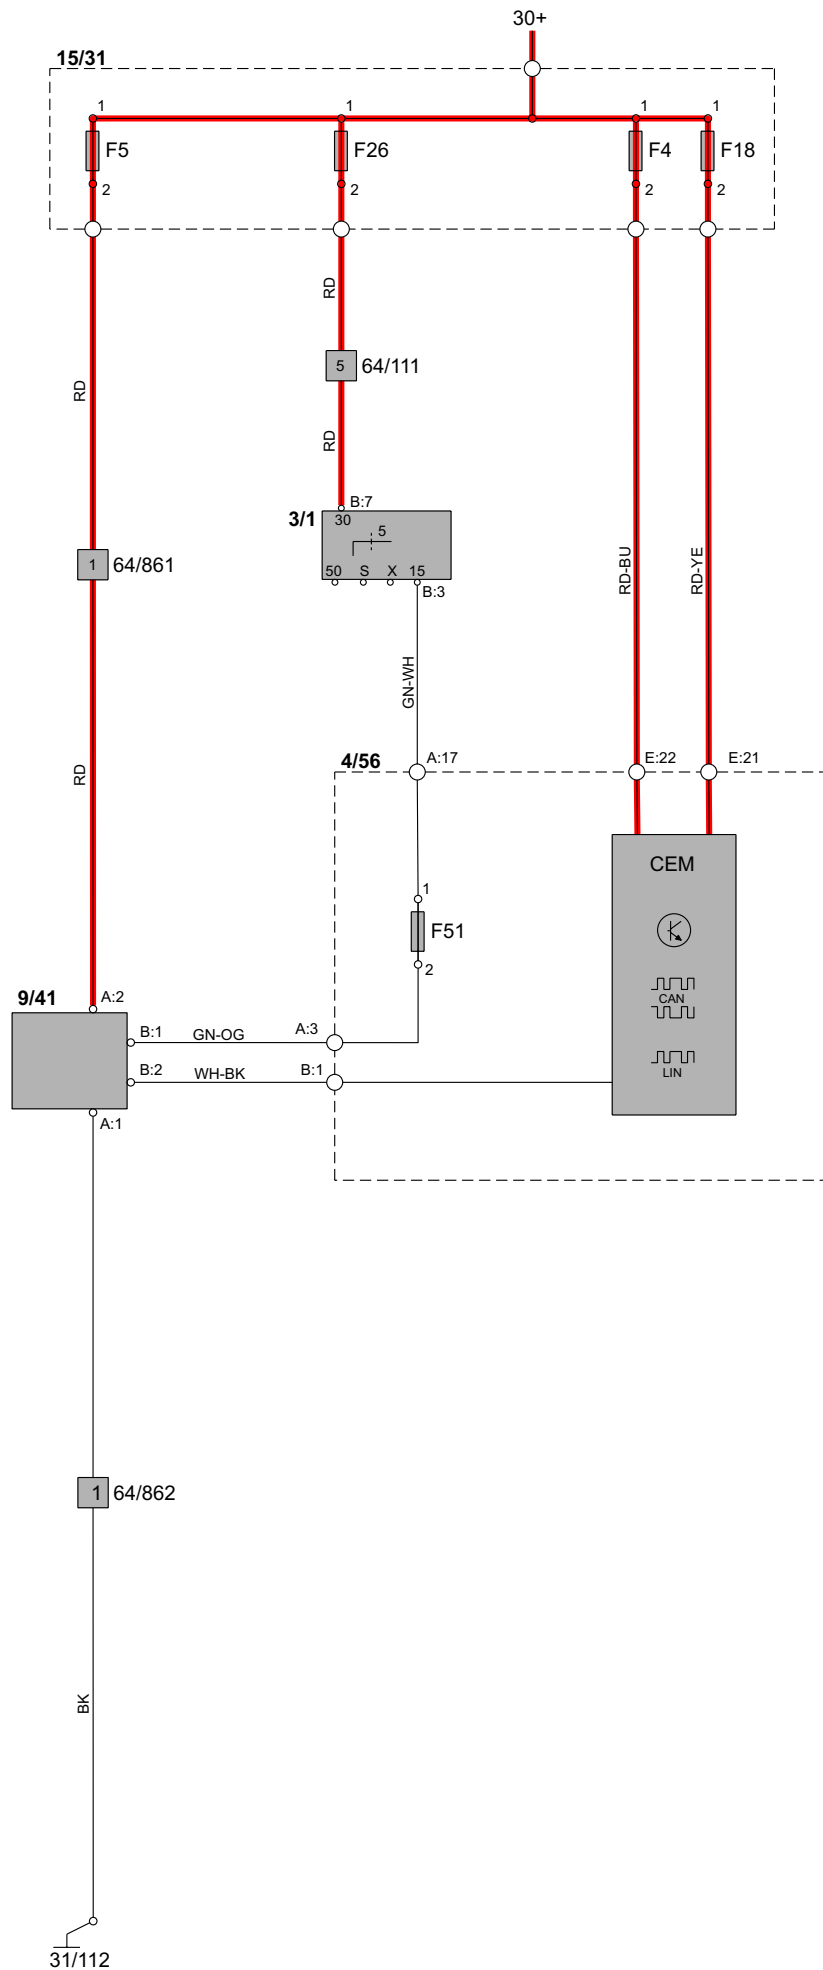 30+
15/31
1 1 1 1
F5 F26 F4 F18
2 2 2 2
RD
5 64/111
RD
RD
B:7
3/1 30
5
50 S X 15
B:3
1 64/861
RD-BU RD-YE
GN-WH
4/56 A:17 E:22 E:21
RD
CEM
1
F51
2
CAN
LIN
9/41 A:2
B:1 GN-OG A:3
B:2 WH-BK B:1
A:1
1 64/862
BK
31/112